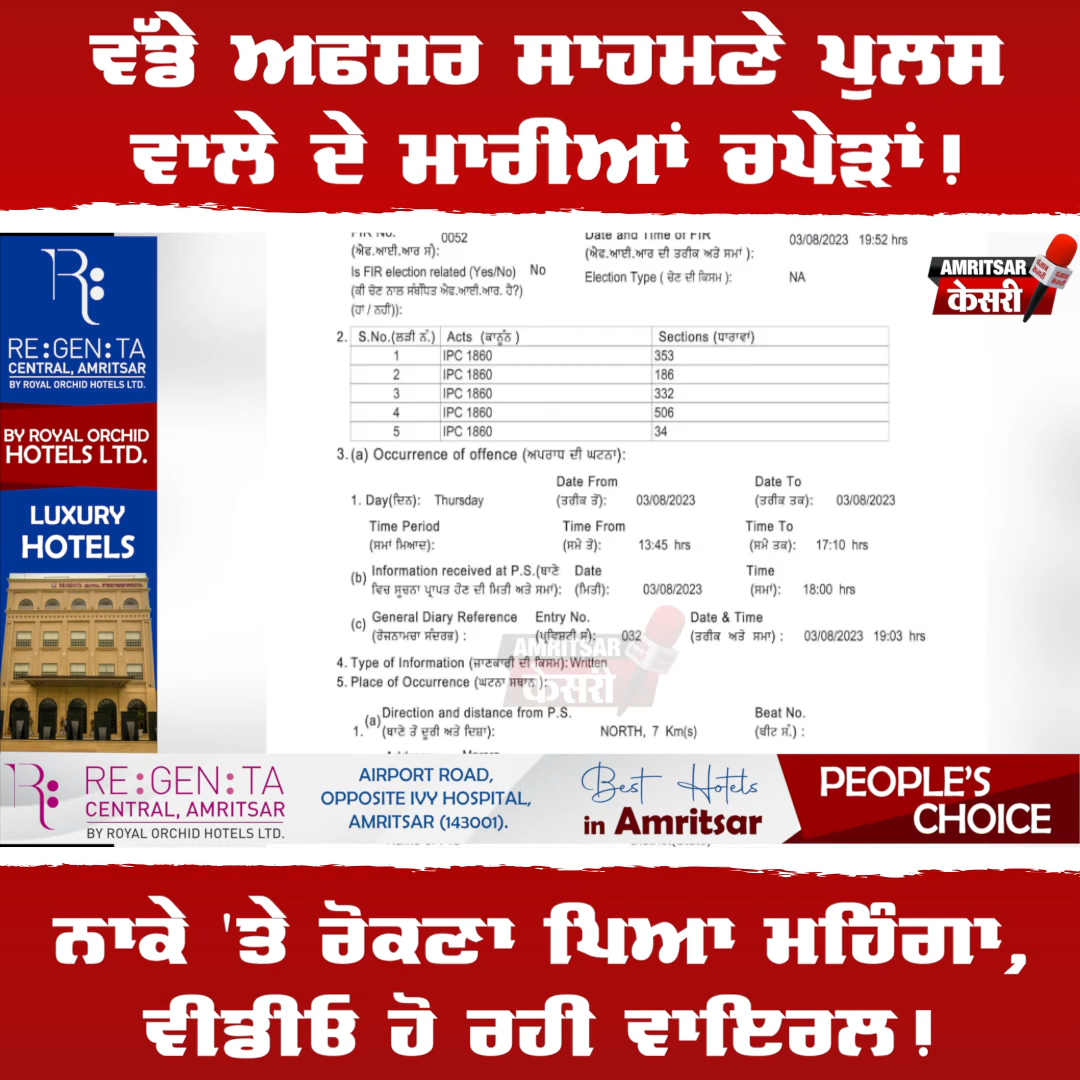 ਵੱਡੇ ਅਫਸਰ ਸਾਹਮਣੇ ਪੁਲਸ
ਵਾਲੇ ਦੇ ਮਾਰੀਆਂ ਚਪੇੜਾਂ!
FIR No. 0052 Date and Time of FIR 03/08/2023 19:52 hrs
(ਐਫ.ਆਈ.ਆਰ ਸੰ): (ਐਫ.ਆਈ.ਆਰ ਦੀ ਤਰੀਕ ਅਤੇ ਸਮਾਂ ):
Is FIR election related (Yes/No) No Election Type ( ਚੋਣ ਦੀ ਕਿਸਮ ): NA
(ਕੀ ਚੋਣ ਨਾਲ ਸੰਬੰਧਿਤ ਐਫ.ਆਈ.ਆਰ. ਹੈ?)
(ਹਾਂ / ਨਹੀਂ)):
2. S.No.(ਲੜੀ ਨੰ.) Acts (ਕਾਨੂੰਨ ) Sections (ਧਾਰਾਵਾਂ)
1 IPC 1860 353
2 IPC 1860 186
3 IPC 1860 332
4 IPC 1860 506
5 IPC 1860 34
3.(a) Occurrence of offence (ਅਪਰਾਧ ਦੀ ਘਟਨਾ):
Date From Date To
1. Day(ਦਿਨ): Thursday (ਤਰੀਕ ਤੋਂ): 03/08/2023 (ਤਰੀਕ ਤਕ): 03/08/2023
Time Period Time From Time To
(ਸਮਾਂ ਮਿਆਦ): (ਸਮੇ ਤੋਂ): 13:45 hrs (ਸਮੇ ਤਕ): 17:10 hrs
(b) Information received at P.S.(ਥਾਣੇ Date Time
ਵਿਚ ਸੂਚਨਾ ਪ੍ਰਾਪਤ ਹੋਣ ਦੀ ਮਿਤੀ ਅਤੇ ਸਮਾਂ): (ਮਿਤੀ): 03/08/2023 (ਸਮਾਂ): 18:00 hrs
(c) General Diary Reference Entry No. Date & Time
(ਰੋਜ਼ਨਾਮਚਾ ਸੰਦਰਭ) : (ਪ੍ਰਵਿਸ਼ਟੀ ਸੰ): 032 (ਤਰੀਕ ਅਤੇ ਸਮਾਂ) : 03/08/2023 19:03 hrs
4. Type of Information (ਜਾਣਕਾਰੀ ਦੀ ਕਿਸਮ): Written
5. Place of Occurrence (ਘਟਨਾ ਸਥਾਨ ):
1. (a) Direction and distance from P.S. Beat No.
(ਥਾਣੇ ਤੋਂ ਦੂਰੀ ਅਤੇ ਦਿਸ਼ਾ): NORTH, 7 Km(s) (ਬੀਟ ਸੰ.) :
AMRITSAR
केसरी
AMRITSAR
केसरी
RE:GEN:TA
CENTRAL, AMRITSAR
BY ROYAL ORCHID HOTELS LTD.
BY ROYAL ORCHID
HOTELS LTD.
LUXURY
HOTELS
RE:GEN:TA
CENTRAL, AMRITSAR
BY ROYAL ORCHID HOTELS LTD.
AIRPORT ROAD,
OPPOSITE IVY HOSPITAL,
AMRITSAR (143001).
Best Hotels
in Amritsar
PEOPLE'S
CHOICE
ਨਾਕੇ 'ਤੇ ਰੋਕਣਾ ਪਿਆ ਮਹਿੰਗਾ,
ਵੀਡੀਓ ਹੋ ਰਹੀ ਵਾਇਰਲ!